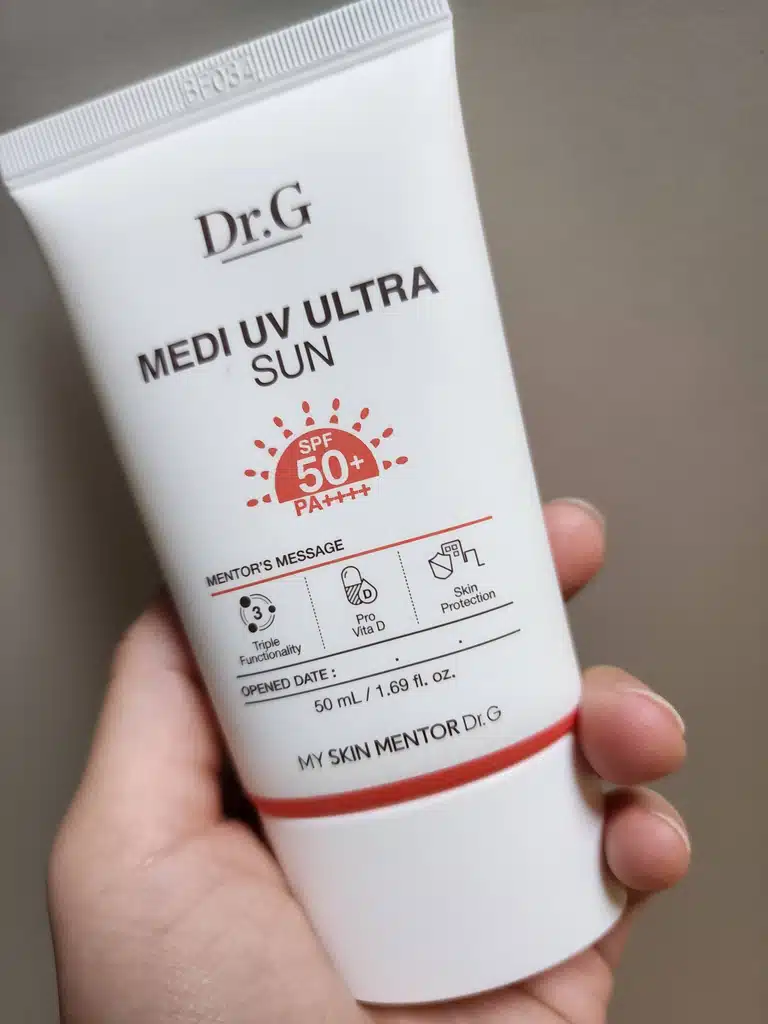 BF034
Dr.G
MEDI UV ULTRA
SUN
SPF
50+
PA++++
MENTOR'S MESSAGE
3
Triple
Functionality
D
Pro
Vita D
Skin
Protection
OPENED DATE : . .
50 mL / 1.69 fl. oz.
MY SKIN MENTOR Dr.G